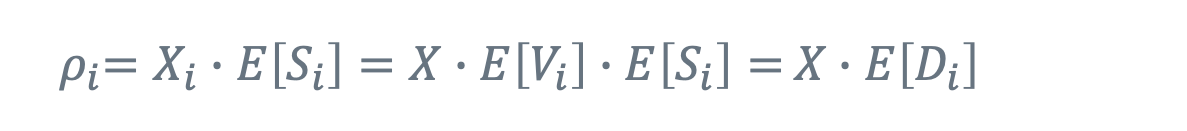 ρᵢ= Xᵢ · E[Sᵢ] = X · E[Vᵢ] · E[Sᵢ] = X · E[Dᵢ]